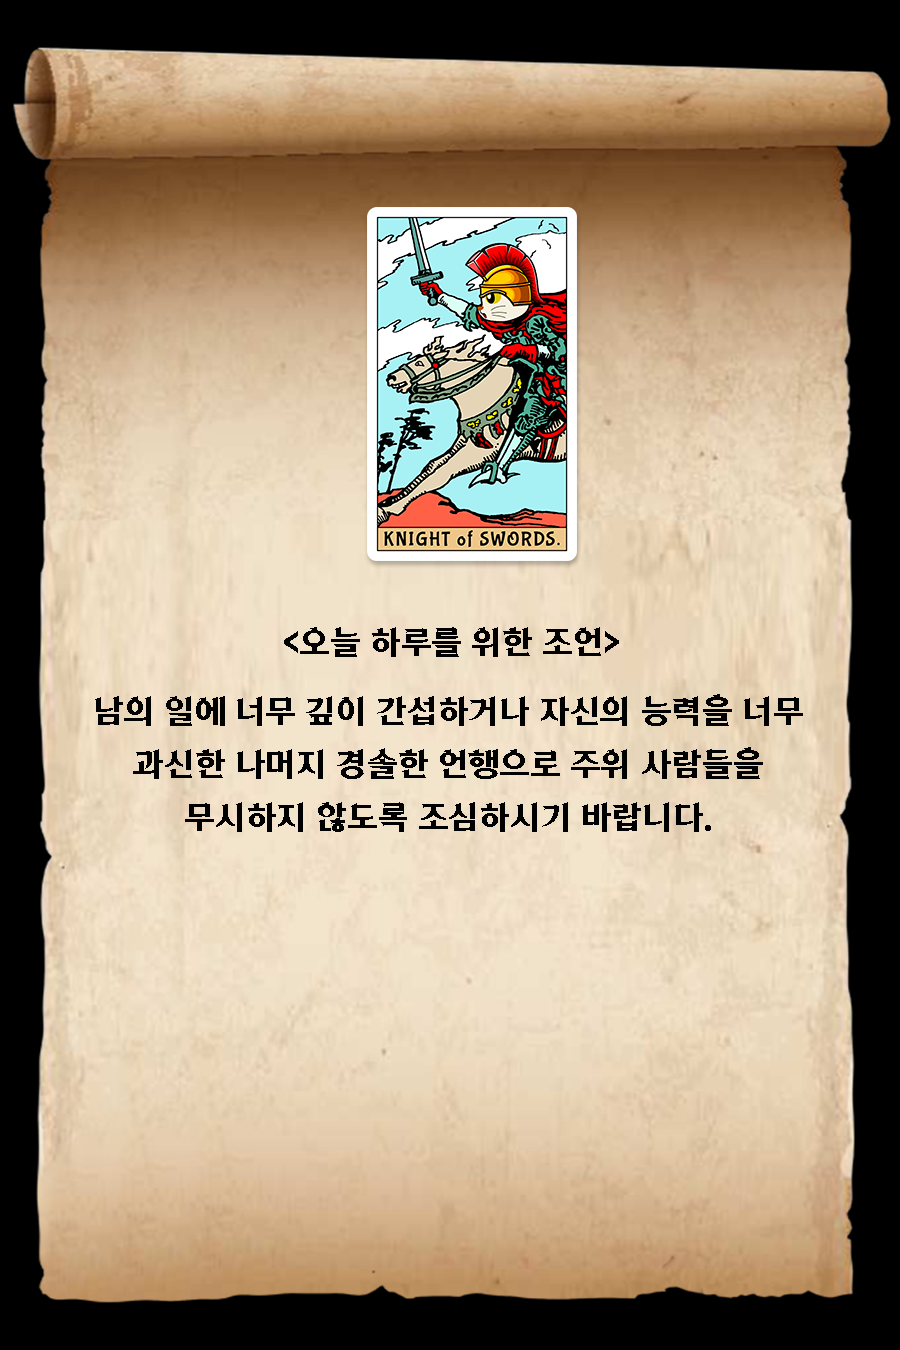 KNIGHT of SWORDS.
<오늘 하루를 위한 조언>
남의 일에 너무 깊이 간섭하거나 자신의 능력을 너무
과신한 나머지 경솔한 언행으로 주위 사람들을
무시하지 않도록 조심하시기 바랍니다.